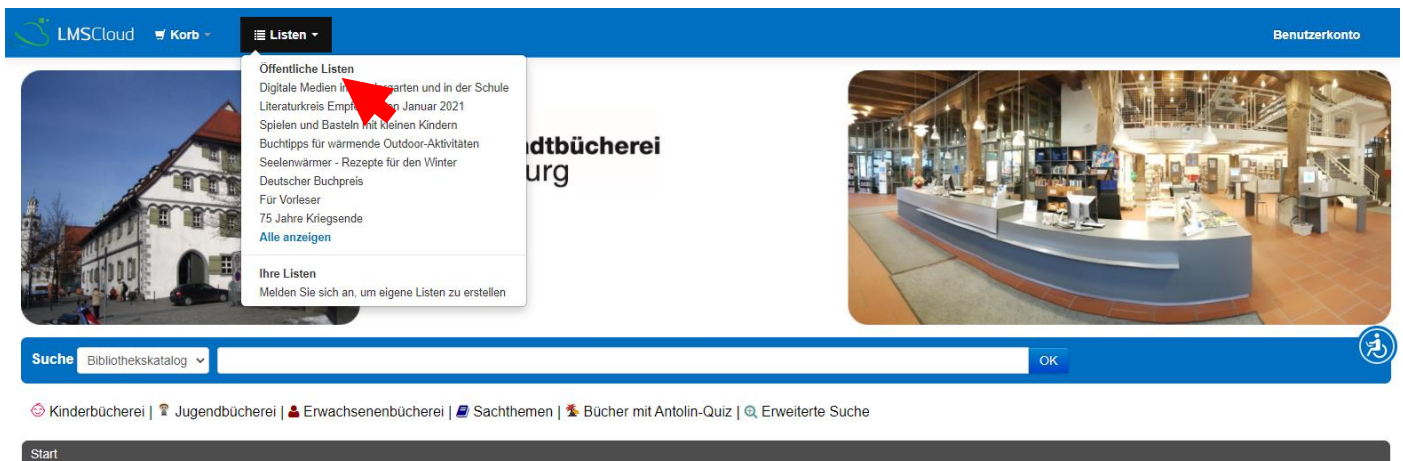 LMSCloud Korb Listen Benutzerkonto
Öffentliche Listen
Digitale Medien i und in der Schule
Literaturkreis Januar 2021
Spielen und Basteln mit kleinen Kindern
Buchtipps für wärmende Outdoor-Aktivitäten
Seelenwärmer - Rezepte für den Winter
Deutscher Buchpreis
Für Vorleser
75 Jahre Kriegsende
Alle anzeigen
Ihre Listen
Melden Sie sich an, um eigene Listen zu erstellen
dtbücherei
urg
Suche Bibliothekskatalog OK
Kinderbücherei | Jugendbücherei | Erwachsenenbücherei | Sachthemen | Bücher mit Antolin-Quiz | Erweiterte Suche
Start